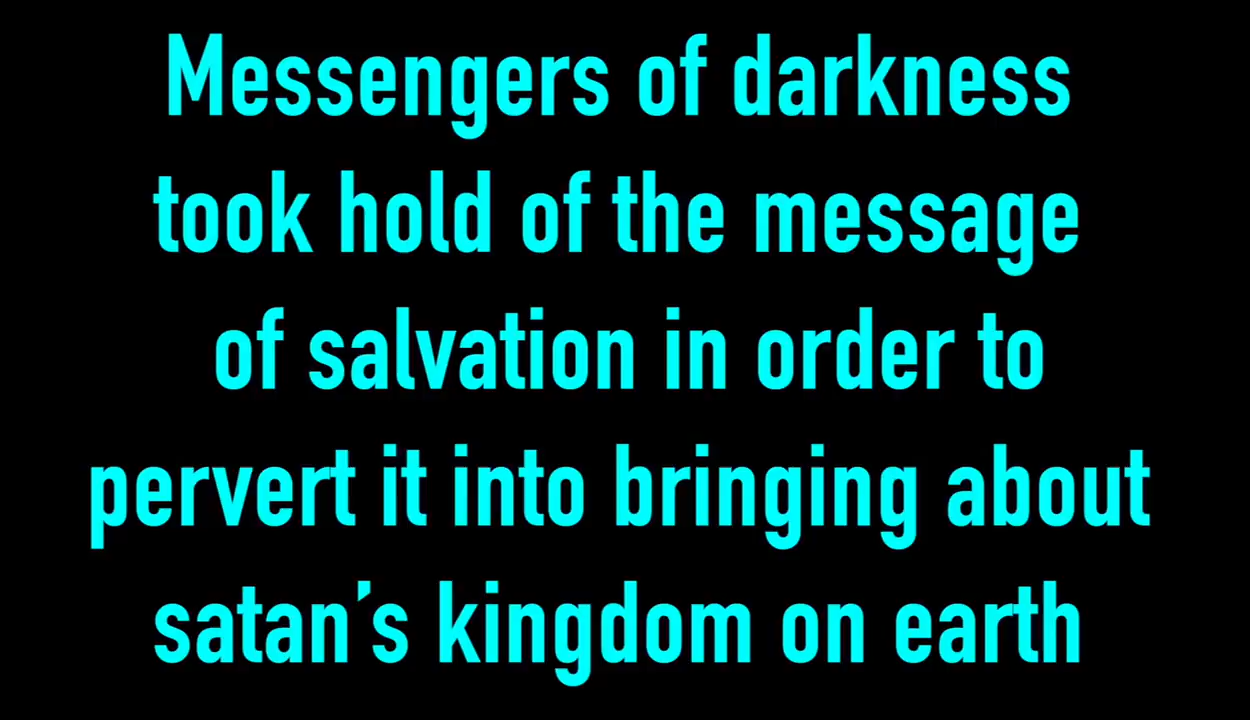 Messengers of darkness
took hold of the message
of salvation in order to
pervert it into bringing about
satan’s kingdom on earth